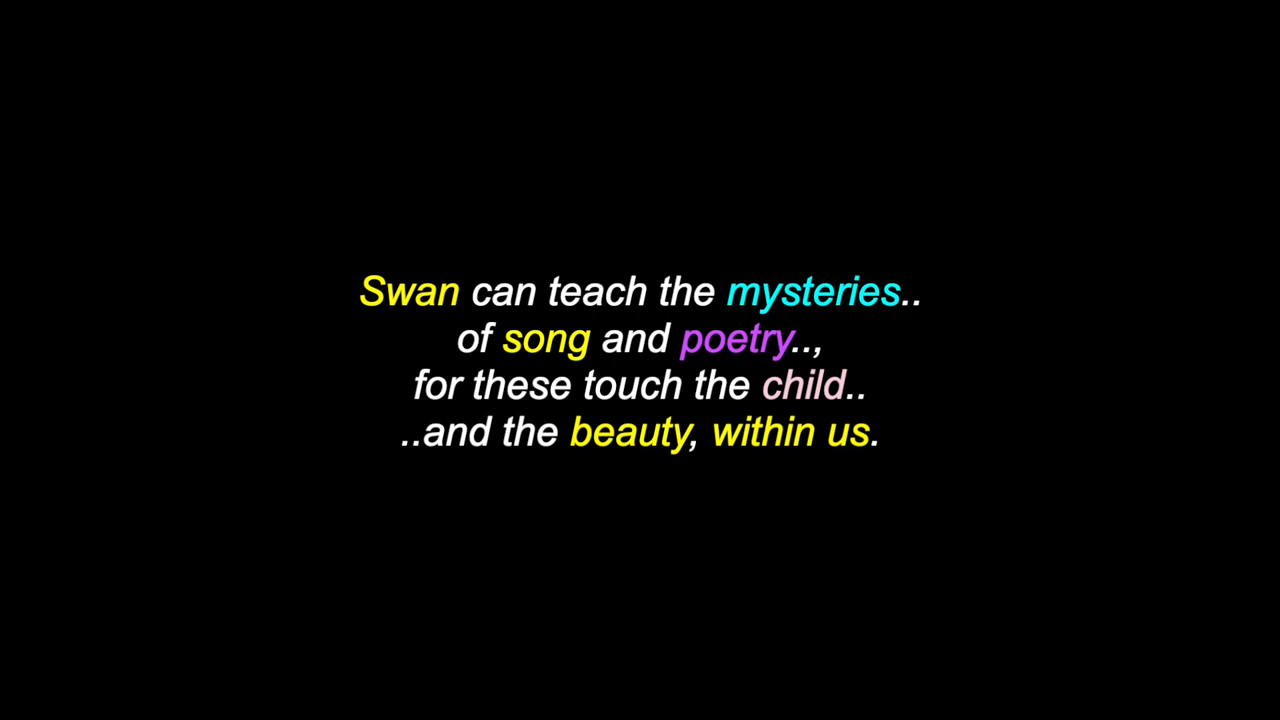 Swan can teach the mysteries..
of song and poetry..,
for these touch the child..
..and the beauty, within us.